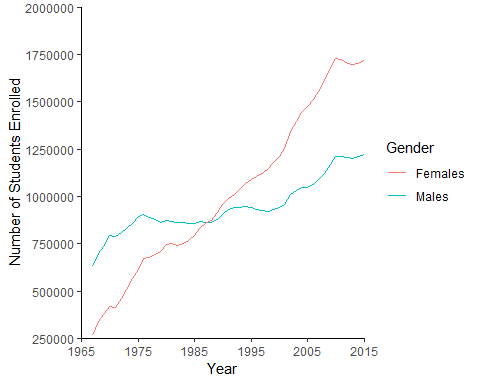 Number of Students Enrolled
2000000
1750000
1500000
1250000
1000000
750000
500000
250000
1965 1975 1985 1995 2005 2015
Year
Gender
Females
Males